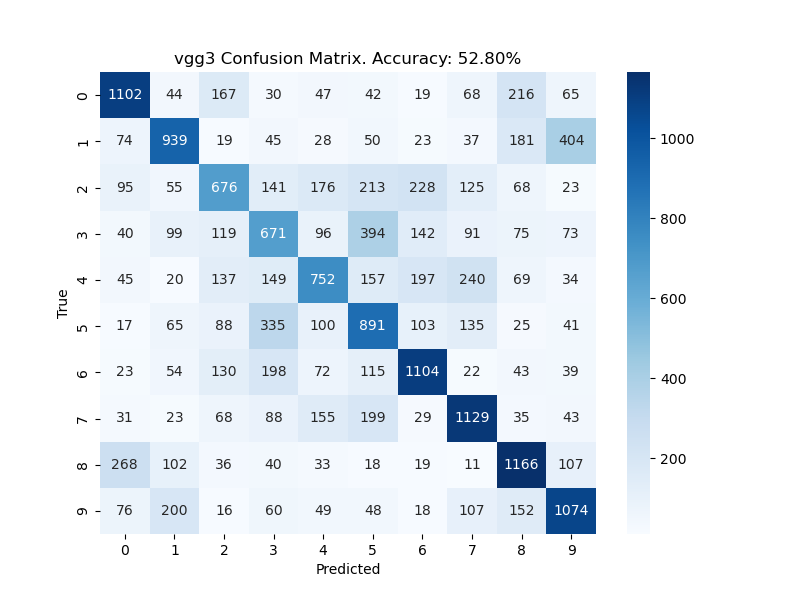 vgg3 Confusion Matrix. Accuracy: 52.80%
0 1102 44 167 30 47 42 19 68 216 65
1 74 939 19 45 28 50 23 37 181 404
2 95 55 676 141 176 213 228 125 68 23
3 40 99 119 671 96 394 142 91 75 73
4 45 20 137 149 752 157 197 240 69 34
5 17 65 88 335 100 891 103 135 25 41
6 23 54 130 198 72 115 1104 22 43 39
7 31 23 68 88 155 199 29 1129 35 43
8 268 102 36 40 33 18 19 11 1166 107
9 76 200 16 60 49 48 18 107 152 1074
0 1 2 3 4 5 6 7 8 9
Predicted
True
1000
800
600
400
200